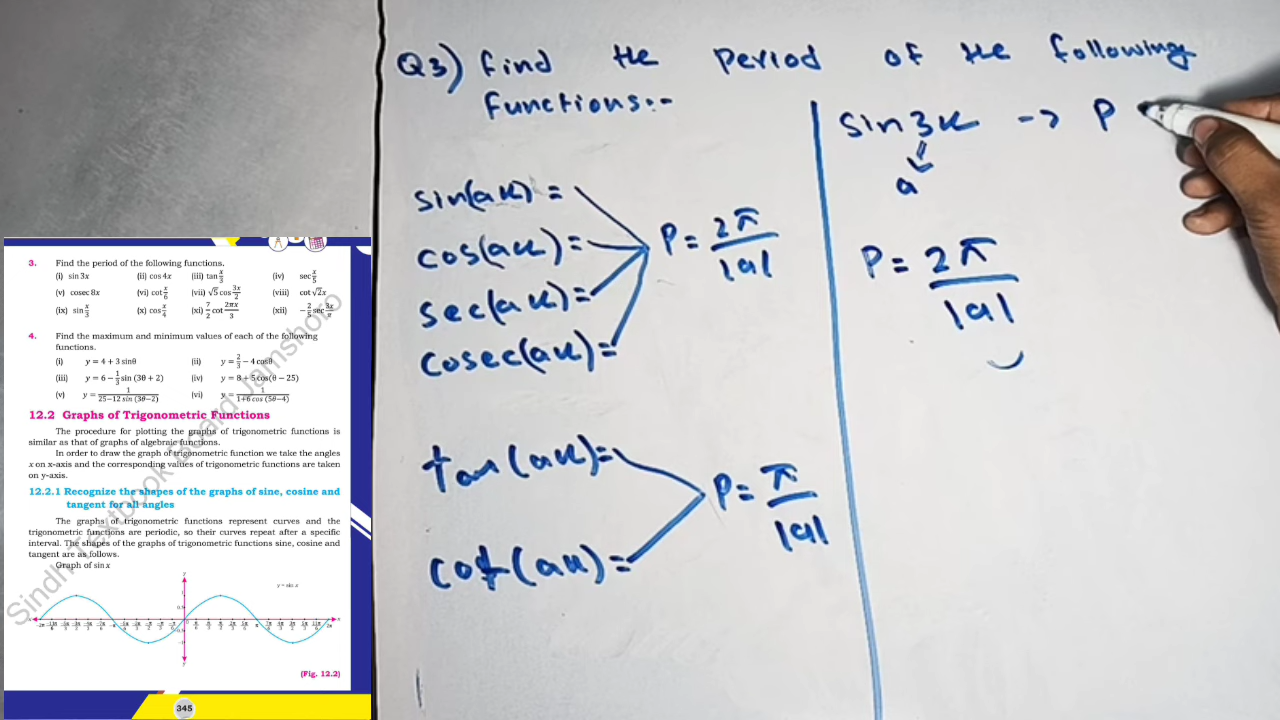 Q3) Find the Period of the following
Functions:-
sin(ax) =
cos(ax) =
sec(ax) =
cosec(ax) =
P = 2π/|a|
tan(ax) =
cot(ax) =
P = π/|a|
sin3x -> P
a
P = 2π/|a|
3. Find the period of the following functions.
(i) sin 3x (ii) cos 4x (iii) tan x/3 (iv) sec x/5
(v) cosec 8x (vi) cot x/6 (vii) √5 cos 3x/2 (viii) cot √2x
(ix) sin x/3 (x) cos x/4 (xi) 7/2 cot 2πx/3 (xii) -2/5 sec 3x/π
4. Find the maximum and minimum values of each of the following
functions.
(i) y = 4 + 3 sinθ (ii) y = 2/3 − 4 cosθ
(iii) y = 6 − 1/3 sin (3θ + 2) (iv) y = 8 + 5 cos(θ − 25)
(v) y = 1/(25−12 sin (3θ−2)) (vi) y = 1/(1+6 cos (5θ−4))
12.2 Graphs of Trigonometric Functions
The procedure for plotting the graphs of trigonometric functions is
similar as that of graphs of algebraic functions.
In order to draw the graph of trigonometric function we take the angles
x on x-axis and the corresponding values of trigonometric functions are taken
on y-axis.
12.2.1 Recognize the shapes of the graphs of sine, cosine and
tangent for all angles
The graphs of trigonometric functions represent curves and the
trigonometric functions are periodic, so their curves repeat after a specific
interval. The shapes of the graphs of trigonometric functions sine, cosine and
tangent are as follows.
Graph of sin x
y
y = sin x
x
y
(Fig. 12.2)
345
Sindh Textbook Board Jamshoro